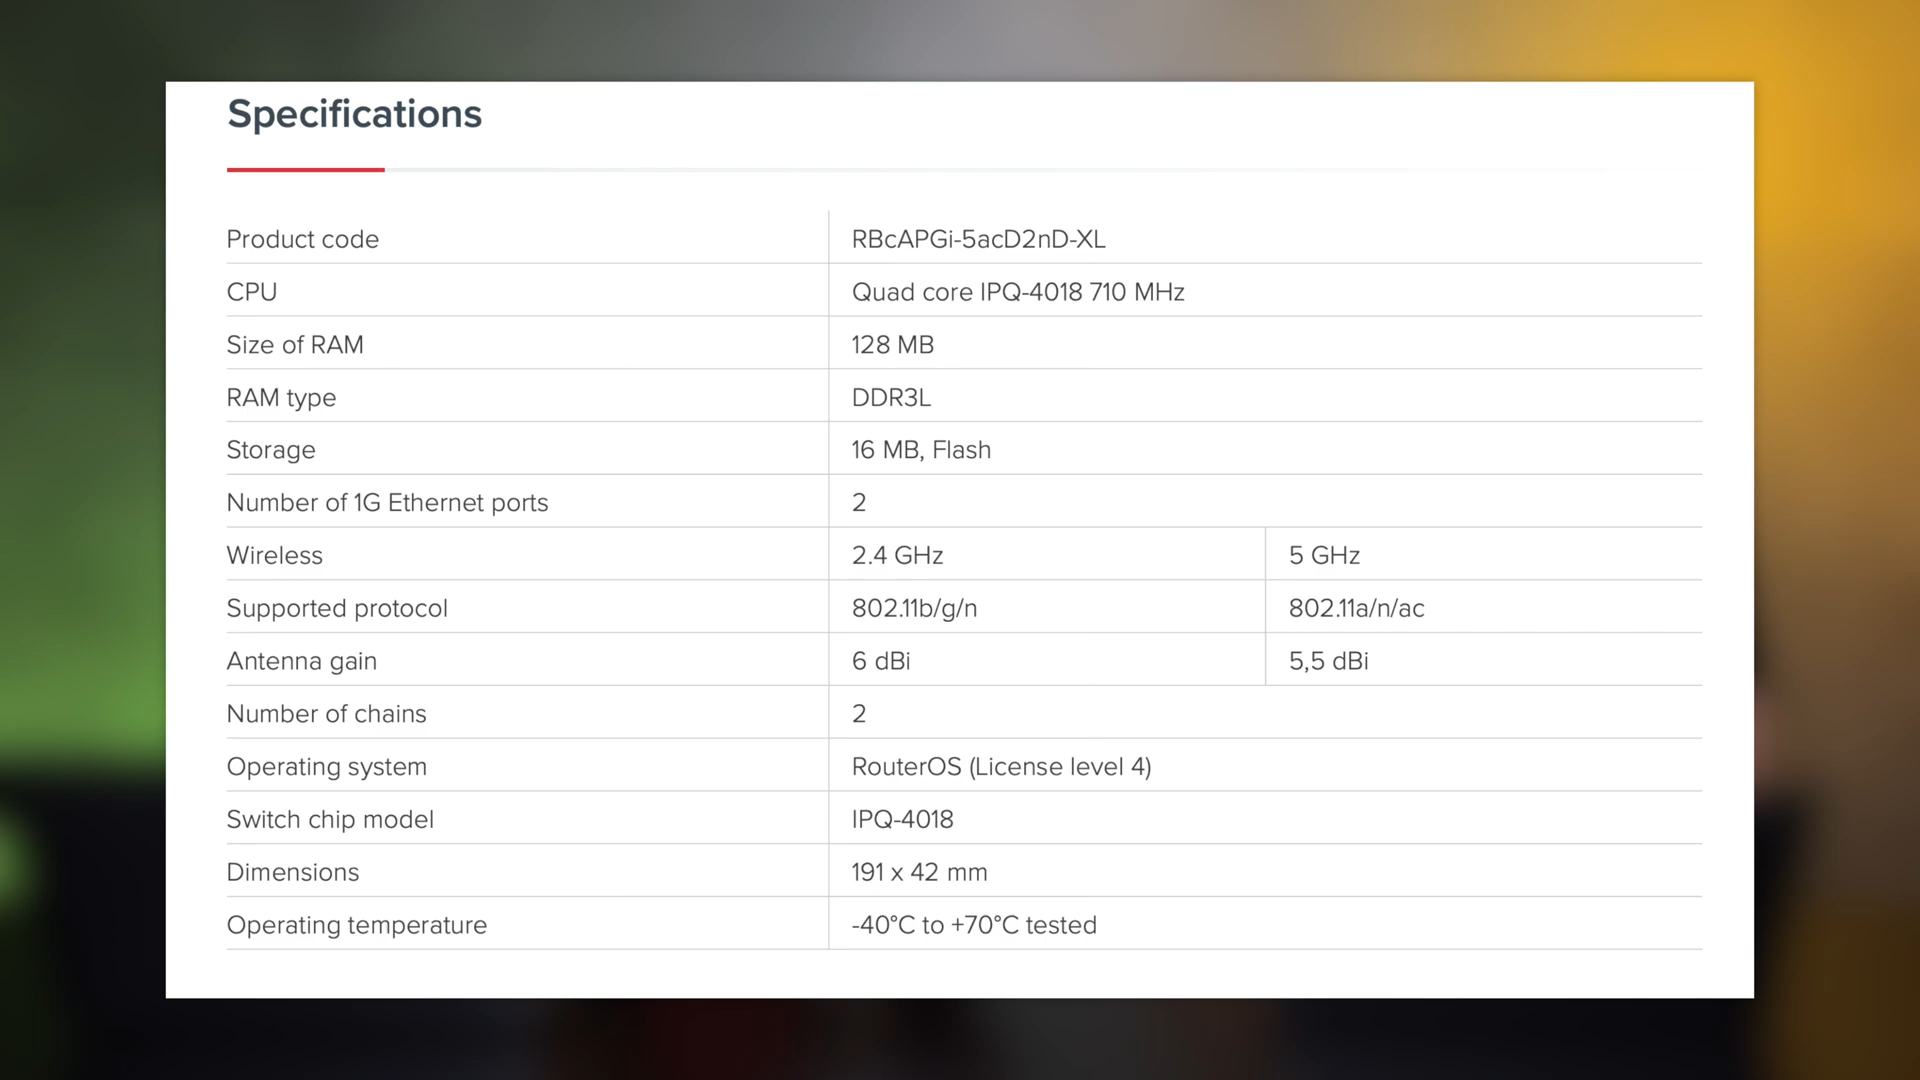 Specifications
Product code RBcAPGi-5acD2nD-XL
CPU Quad core IPQ-4018 710 MHz
Size of RAM 128 MB
RAM type DDR3L
Storage 16 MB, Flash
Number of 1G Ethernet ports 2
Wireless 2.4 GHz 5 GHz
Supported protocol 802.11b/g/n 802.11a/n/ac
Antenna gain 6 dBi 5,5 dBi
Number of chains 2
Operating system RouterOS (License level 4)
Switch chip model IPQ-4018
Dimensions 191 x 42 mm
Operating temperature -40°C to +70°C tested